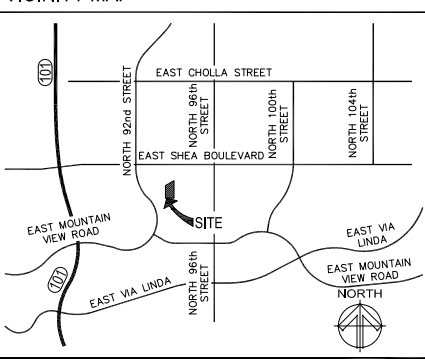 101
EAST CHOLLA STREET
NORTH 92nd STREET
NORTH 96th
STREET
NORTH 100th
STREET
NORTH 104th
STREET
EAST SHEA BOULEVARD
SITE
EAST MOUNTAIN
VIEW ROAD
EAST VIA
LINDA
EAST MOUNTAIN
VIEW ROAD
101
EAST VIA LINDA
NORTH 96th
STREET
NORTH